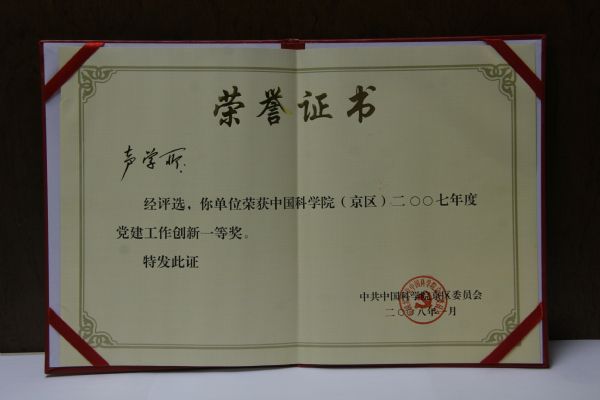 荣誉证书
声学所:
经评选，你单位荣获中国科学院（京区）二〇〇七年度
党建工作创新一等奖。
特发此证
中共中国科学院京区委员会
二〇〇八年一月